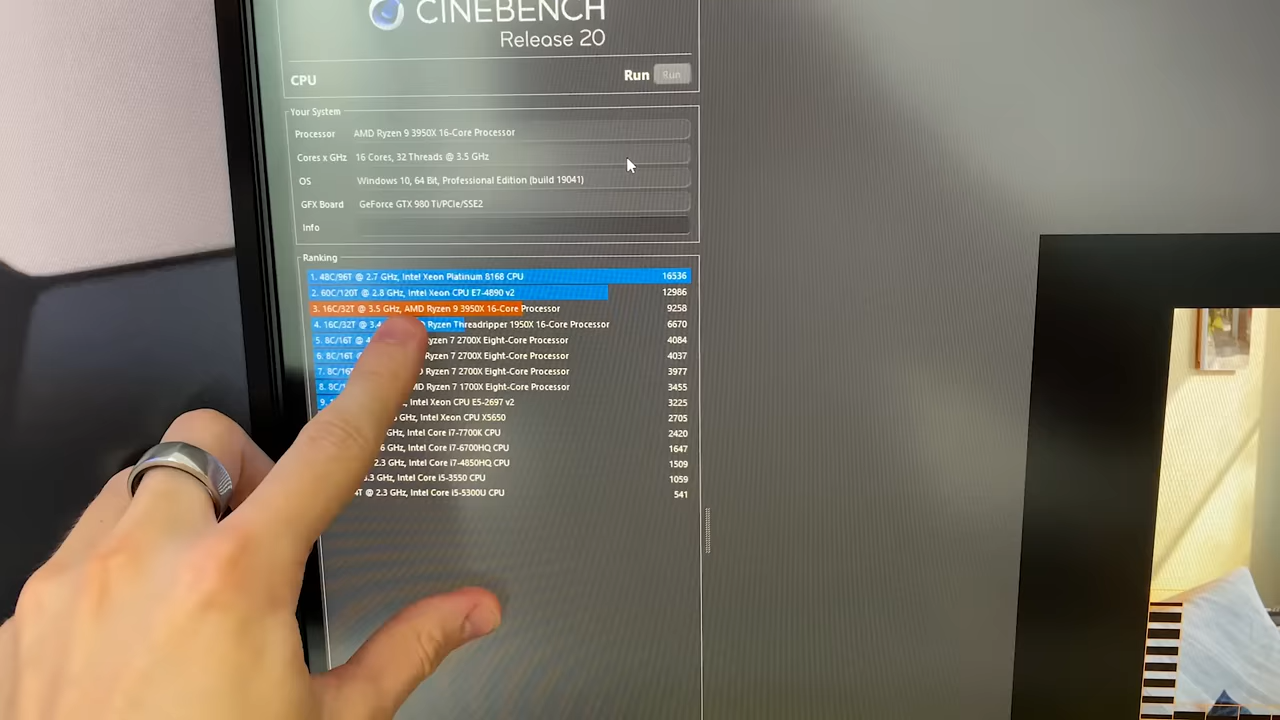 CINEBENCH
Release 20
CPU Run Run
Your System
Processor AMD Ryzen 9 3950X 16-Core Processor
Cores x GHz 16 Cores, 32 Threads @ 3.5 GHz
OS Windows 10, 64 Bit, Professional Edition (build 19041)
GFX Board GeForce GTX 980 Ti/PCIe/SSE2
Info
Ranking
1. 48C/96T @ 2.7 GHz, Intel Xeon Platinum 8168 CPU 16536
2. 60C/120T @ 2.8 GHz, Intel Xeon CPU E7-4890 v2 12986
3. 16C/32T @ 3.5 GHz, AMD Ryzen 9 3950X 16-Core Processor 9258
4. 16C/32T @ Ryzen Threadripper 1950X 16-Core Processor 6670
5. 8C/16T @ Ryzen 7 2700X Eight-Core Processor 4084
6. 8C/16T @ Ryzen 7 2700X Eight-Core Processor 4037
7. Ryzen 7 2700X Eight-Core Processor 3977
8. Ryzen 7 1700X Eight-Core Processor 3455
9. Intel Xeon CPU E5-2697 v2 3225
GHz, Intel Xeon CPU X5650 2705
GHz, Intel Core i7-7700K CPU 2420
GHz, Intel Core i7-6700HQ CPU 1647
2.3 GHz, Intel Core i7-4850HQ CPU 1509
GHz, Intel Core i5-3550 CPU 1059
@ 2.3 GHz, Intel Core i5-5300U CPU 541